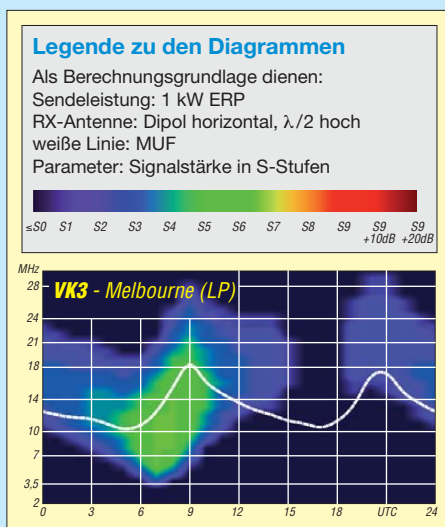 Legende zu den Diagrammen
Als Berechnungsgrundlage dienen:
Sendeleistung: 1 kW ERP
RX-Antenne: Dipol horizontal, λ/2 hoch
weiße Linie: MUF
Parameter: Signalstärke in S-Stufen
≤S0 S1 S2 S3 S4 S5 S6 S7 S8 S9 S9 S9
+10dB +20dB
MHz
VK3 - Melbourne (LP)
28
24
21
18
14
10
7
3,5
2
0 3 6 9 12 15 18 UTC 24